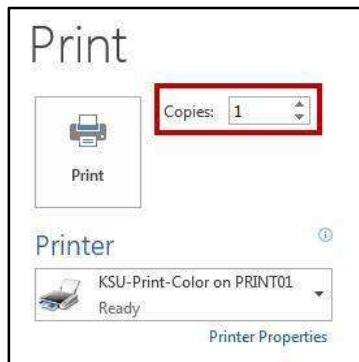 Print
Copies: 1
Print
Printer
KSU-Print-Color on PRINT01
Ready
Printer Properties